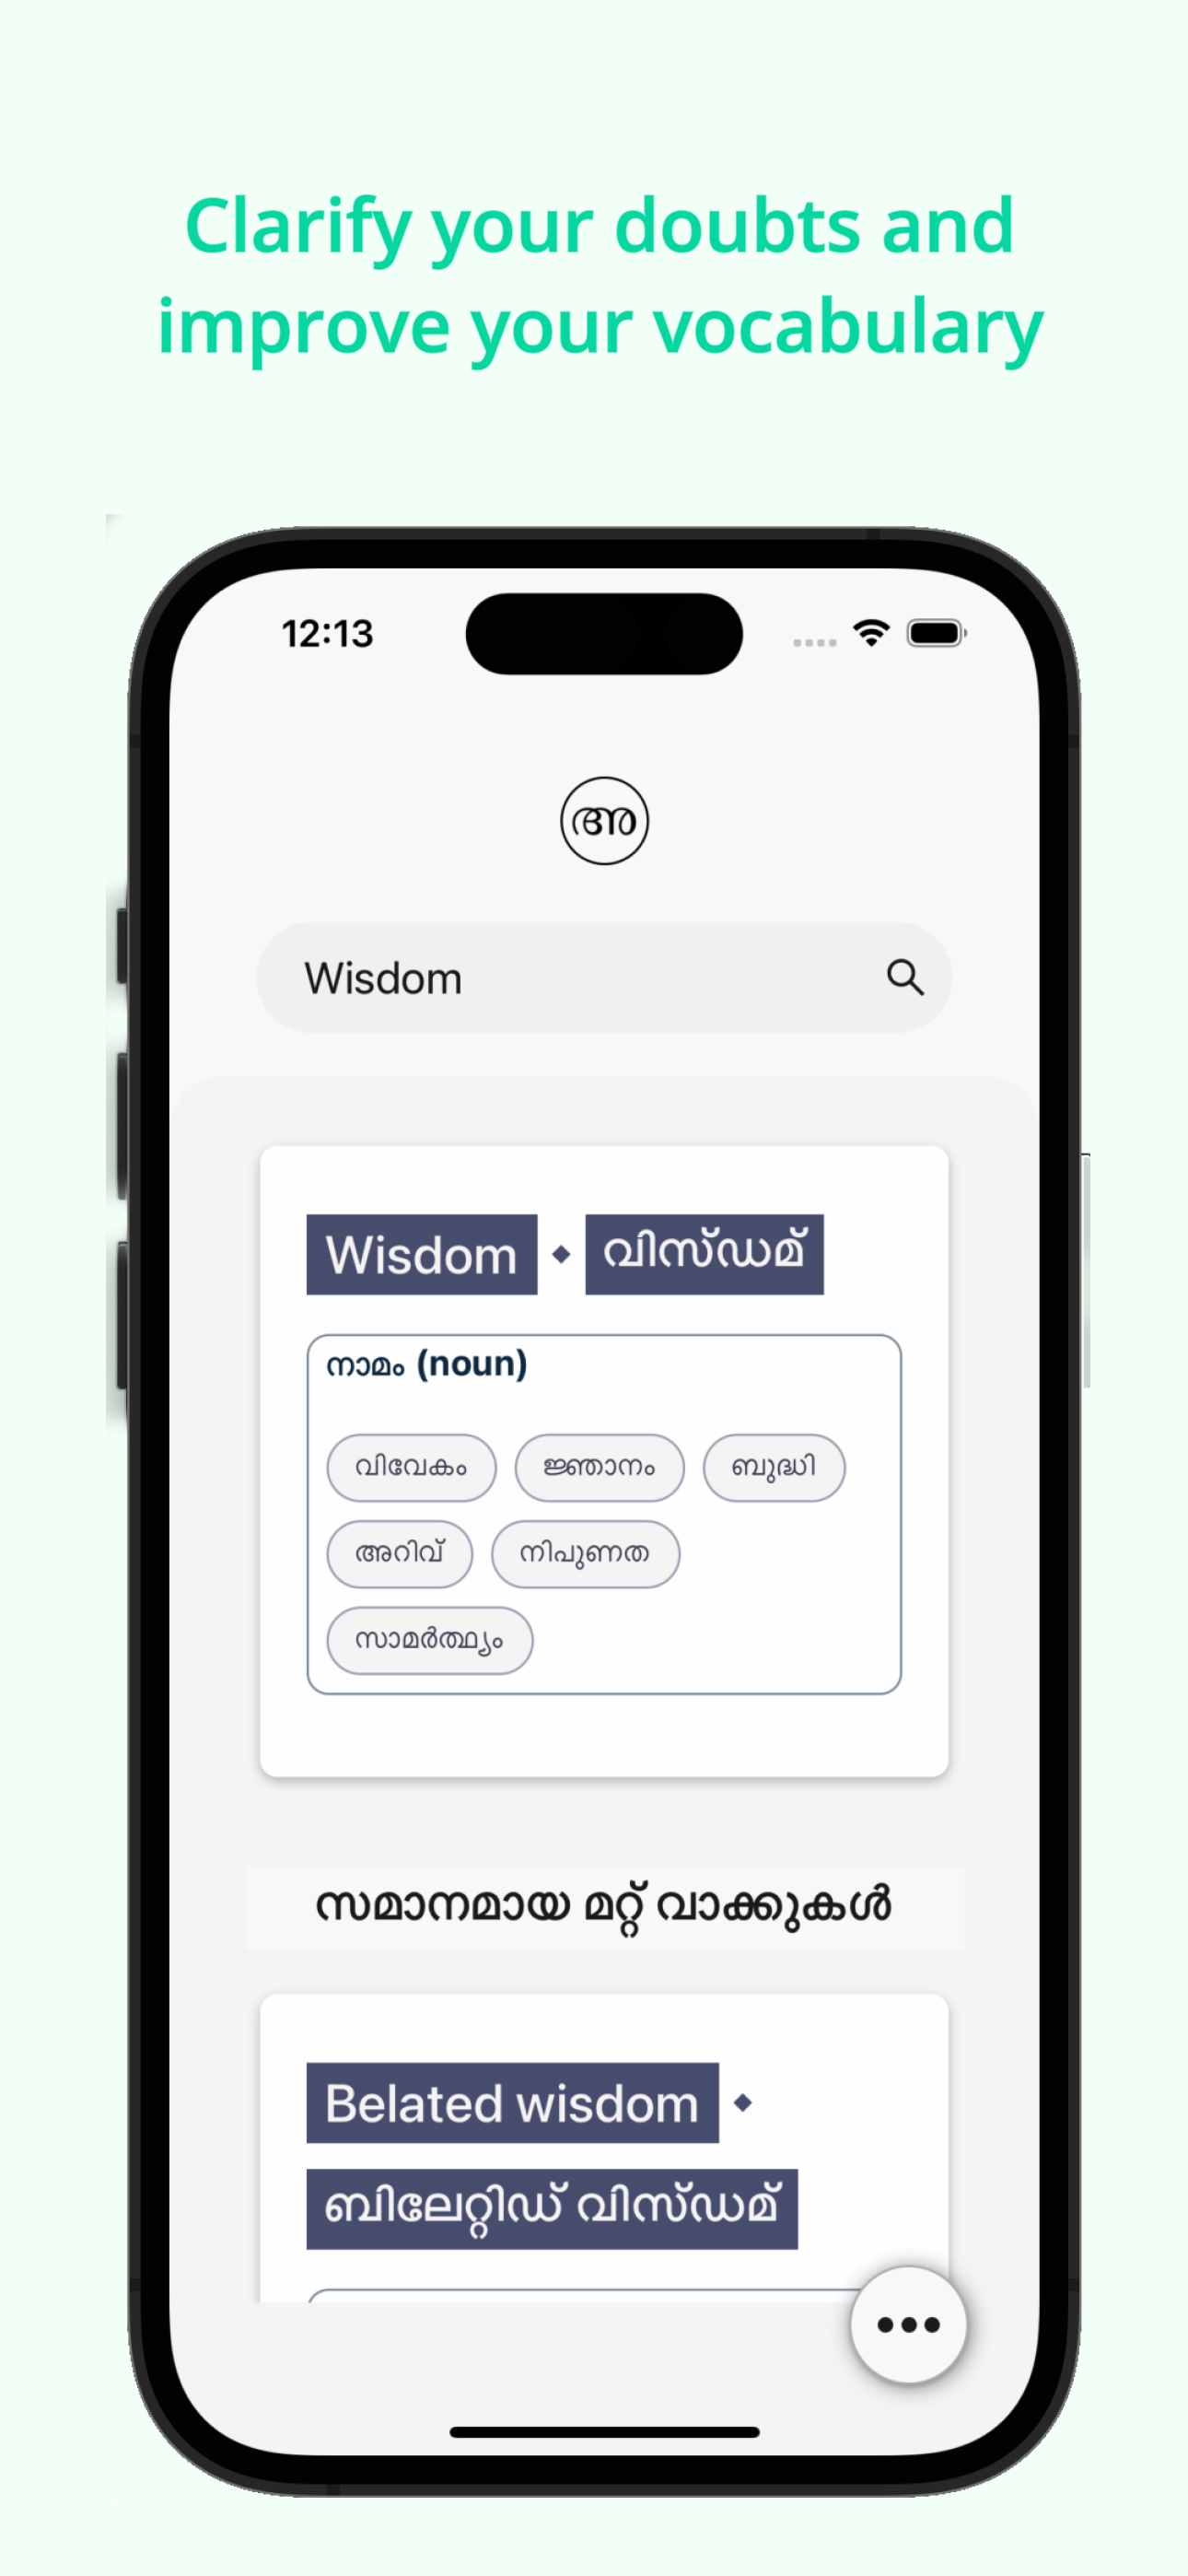 Clarify your doubts and
improve your vocabulary
12:13
അ
Wisdom
Wisdom ◆ വിസ്ഡമ്
നാമം (noun)
വിവേകം ജ്ഞാനം ബുദ്ധി
അറിവ് നിപുണത
സാമർത്ഥ്യം
സമാനമായ മറ്റ് വാക്കുകൾ
Belated wisdom ◆
ബിലേറ്റിഡ് വിസ്ഡമ്